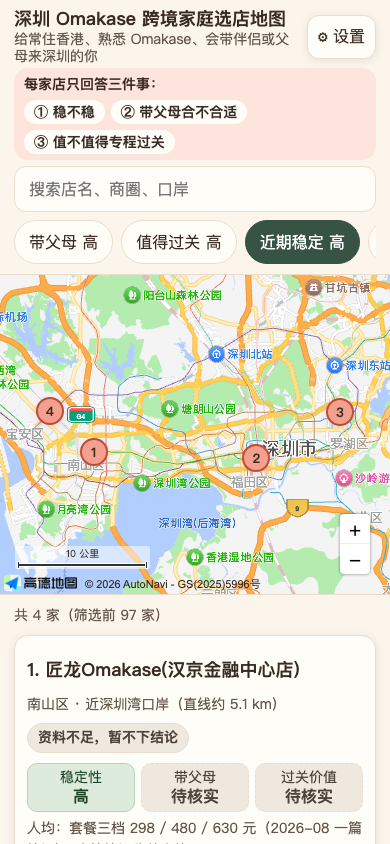 深圳 Omakase 跨境家庭选店地图
给常住香港、熟悉 Omakase、会带伴侣或父
母来深圳的你
⚙ 设置
每家店只回答三件事：
① 稳不稳
② 带父母合不合适
③ 值不值得专程过关
搜索店名、商圈、口岸
带父母 高
值得过关 高
近期稳定 高
阳台山森林公园
甘坑古镇
际机场
深圳北站
深圳东站
西湾
林公园
塘朗山公园
4
G4
3
宝安区
罗湖区
1
深圳市
2
南山区
福田区
沙岭游
深圳湾公园
月亮湾公园
9
深圳湾(后海湾)
区
+
10 公里
香港湿地公园
−
高德地图 © 2026 AutoNavi - GS(2025)5996号
共 4 家（筛选前 97 家）
1. 匠龙Omakase(汉京金融中心店)
南山区 · 近深圳湾口岸（直线约 5.1 km）
资料不足，暂不下结论
稳定性
高
带父母
待核实
过关价值
待核实
人均：套餐三档 298 / 480 / 630 元（2026-08 一篇